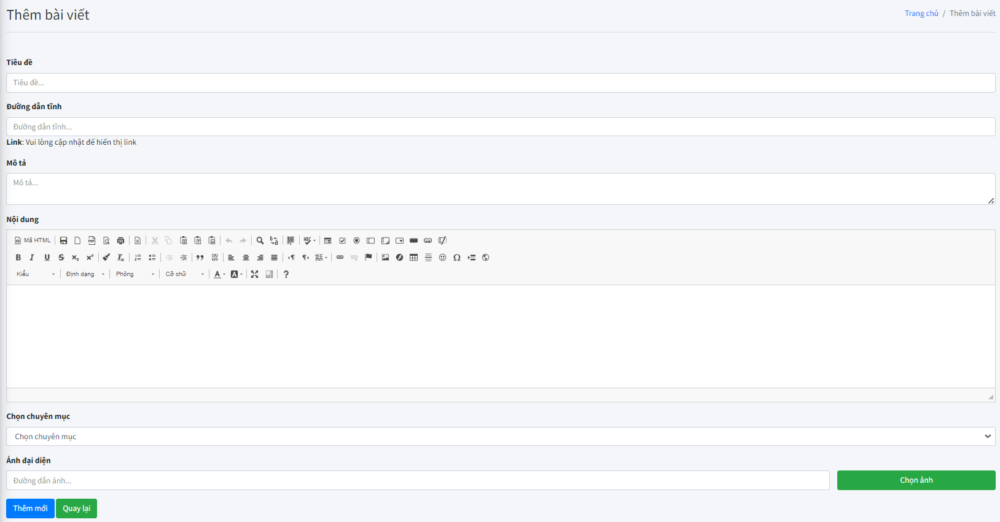 Thêm bài viết
Trang chủ / Thêm bài viết
Tiêu đề
Tiêu đề...
Đường dẫn tĩnh
Đường dẫn tĩnh...
Link: Vui lòng cập nhật để hiển thị link
Mô tả
Mô tả...
Nội dung
Mã HTML
Kiểu Định dạng Phông Cỡ chữ
Chọn chuyên mục
Chọn chuyên mục
Ảnh đại diện
Đường dẫn ảnh...
Chọn ảnh
Thêm mới Quay lại